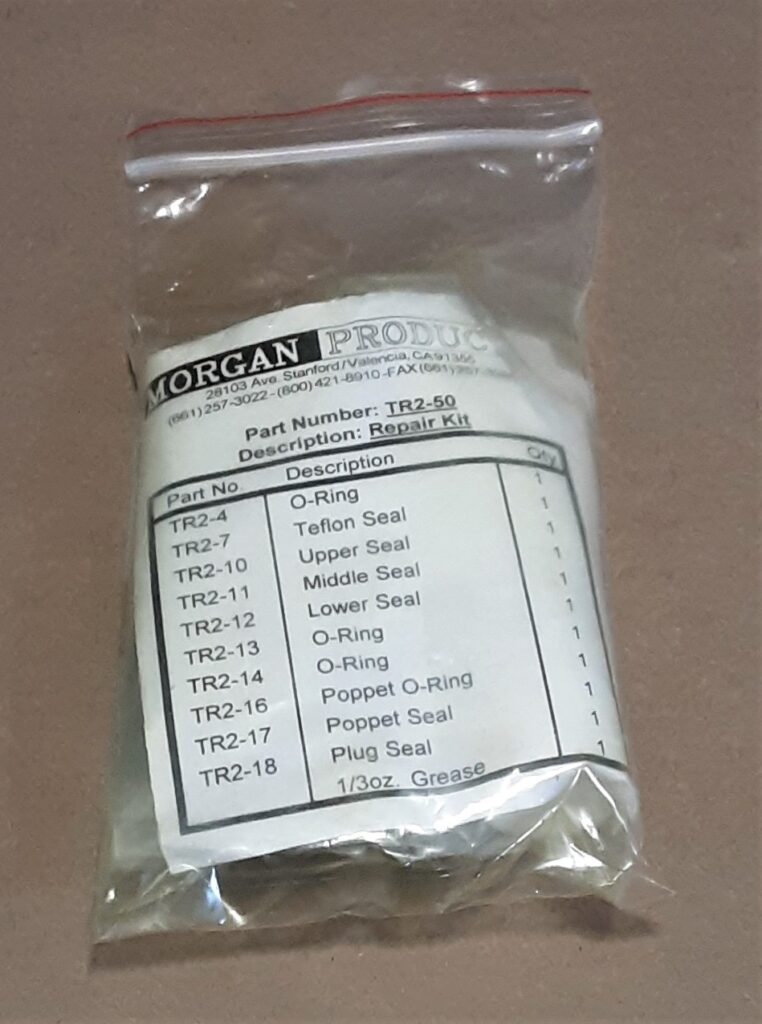 MORGAN PRODUC
28103 Ave. Stanford/Valencia, CA 91355
(661) 257-3022 - (800) 421-8910 - FAX (661)
Part Number: TR2-50
Description: Repair Kit
Part No. Description Qty
TR2-4 O-Ring 1
TR2-7 Teflon Seal 1
TR2-10 Upper Seal 1
TR2-11 Middle Seal 1
TR2-12 Lower Seal 1
TR2-13 O-Ring 1
TR2-14 O-Ring 1
TR2-16 Poppet O-Ring 1
TR2-17 Poppet Seal 1
TR2-18 Plug Seal 1
1/3oz. Grease 1